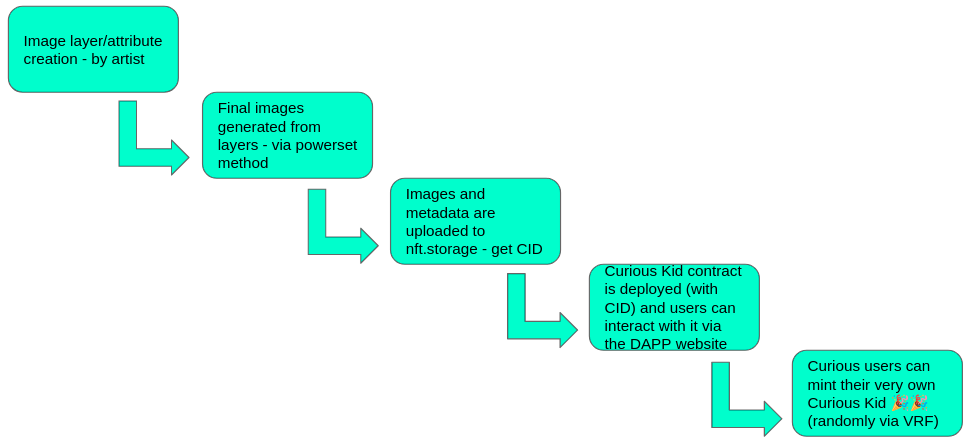 Image layer/attribute
creation - by artist
Final images
generated from
layers - via powerset
method
Images and
metadata are
uploaded to
nft.storage - get CID
Curious Kid contract
is deployed (with
CID) and users can
interact with it via
the DAPP website
Curious users can
mint their very own
Curious Kid 🎉🎉
(randomly via VRF)